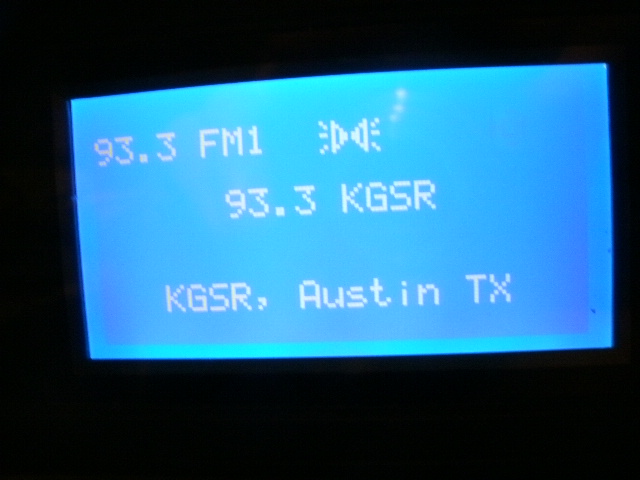 93.3 FM1
93.3 KGSR
KGSR, Austin TX